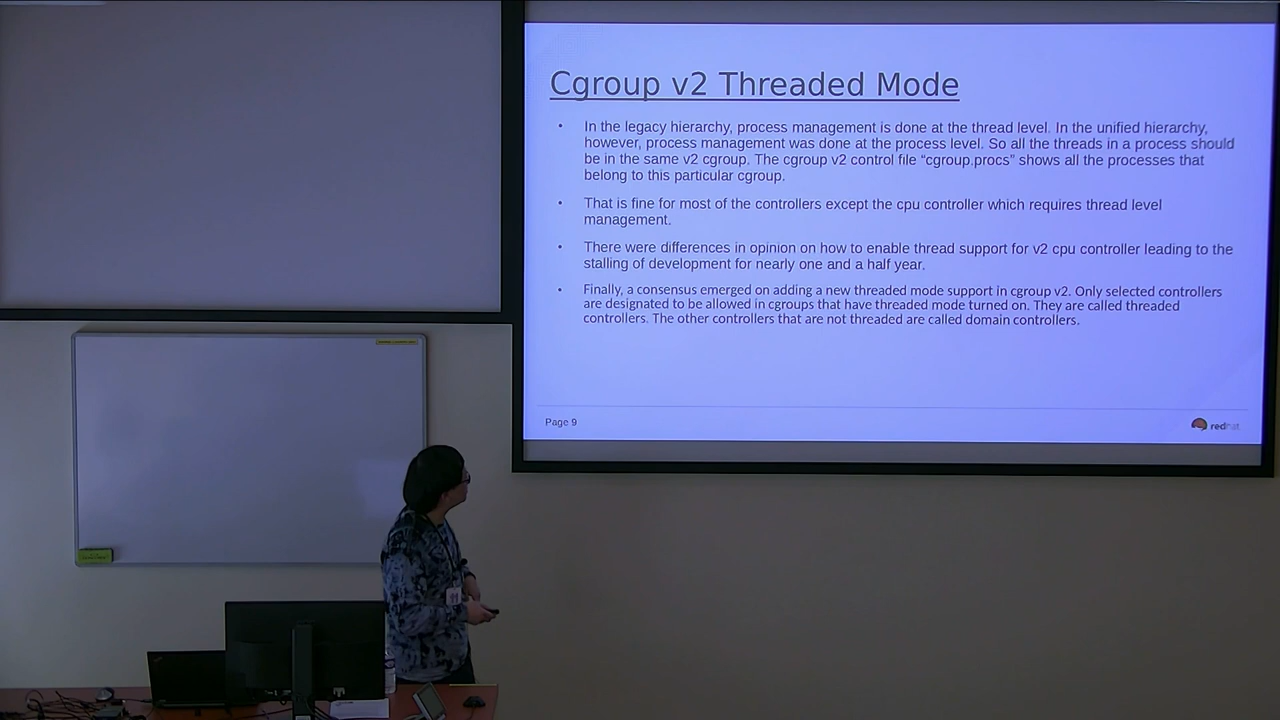 Cgroup v2 Threaded Mode
• In the legacy hierarchy, process management is done at the thread level. In the unified hierarchy,
however, process management was done at the process level. So all the threads in a process should
be in the same v2 cgroup. The cgroup v2 control file “cgroup.procs” shows all the processes that
belong to this particular cgroup.
• That is fine for most of the controllers except the cpu controller which requires thread level
management.
• There were differences in opinion on how to enable thread support for v2 cpu controller leading to the
stalling of development for nearly one and a half year.
• Finally, a consensus emerged on adding a new threaded mode support in cgroup v2. Only selected controllers
are designated to be allowed in cgroups that have threaded mode turned on. They are called threaded
controllers. The other controllers that are not threaded are called domain controllers.
Page 9
redhat